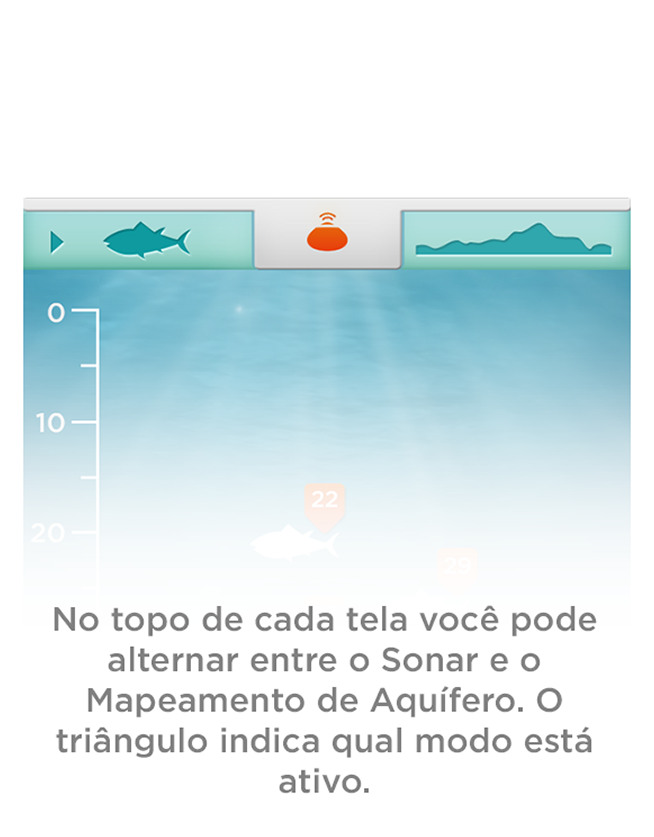 0
10
20
22
29
No topo de cada tela você pode
alternar entre o Sonar e o
Mapeamento de Aquífero. O
triângulo indica qual modo está
ativo.